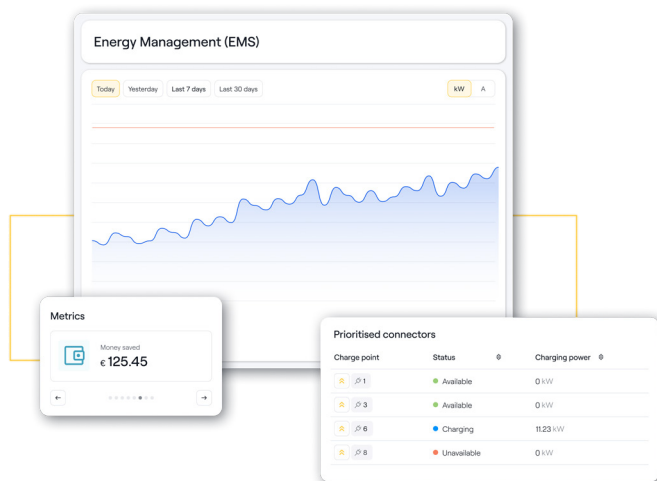 Energy Management (EMS)
Today Yesterday Last 7 days Last 30 days kW A
Metrics
Money saved
€ 125.45
Prioritised connectors
Charge point Status Charging power
1 Available 0 kW
3 Available 0 kW
6 Charging 11.23 kW
8 Unavailable 0 kW